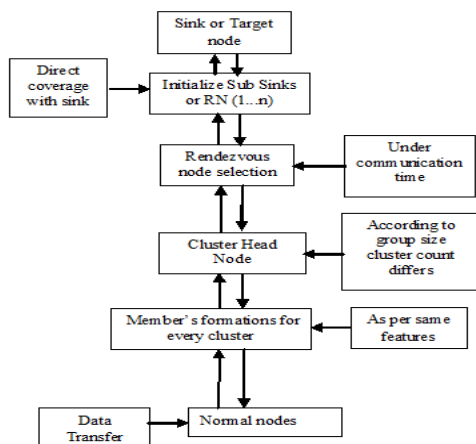 Sink or Target
node
Direct
coverage
with sink
Initialize Sub Sinks
or RN (1...n)
Rendezvous
node selection
Under
communication
time
Cluster Head
Node
According to
group size
cluster count
differs
Member's formations for
every cluster
As per same
features
Data
Transfer
Normal nodes